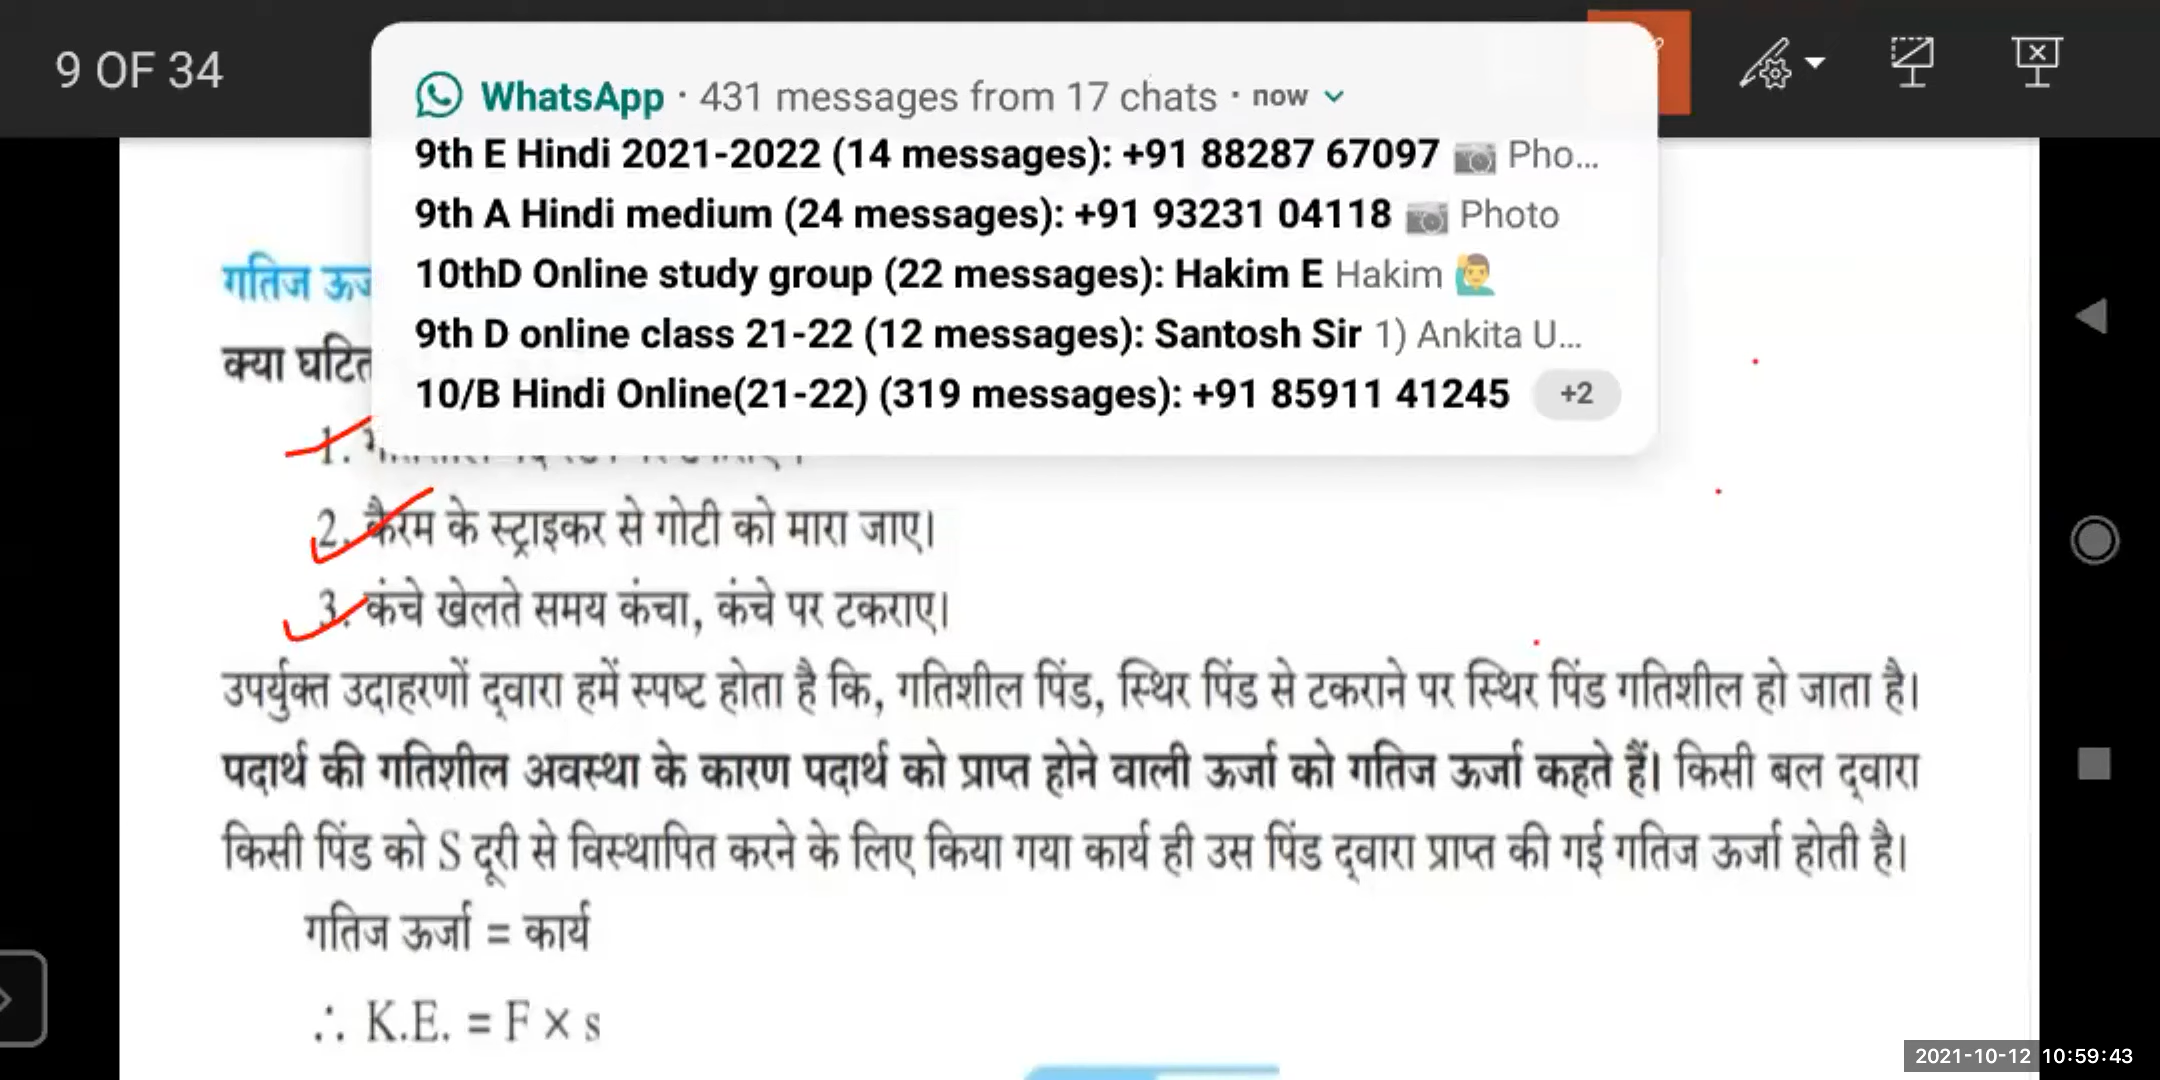 9 OF 34
WhatsApp · 431 messages from 17 chats · now
9th E Hindi 2021-2022 (14 messages): +91 88287 67097 📷 Pho...
9th A Hindi medium (24 messages): +91 93231 04118 📷 Photo
10thD Online study group (22 messages): Hakim E Hakim 🙋‍♂️
9th D online class 21-22 (12 messages): Santosh Sir 1) Ankita U...
10/B Hindi Online(21-22) (319 messages): +91 85911 41245 +2
गतिज
क्या घटित
1.
2. कैरम के स्ट्राइकर से गोटी को मारा जाए।
3. कंचे खेलते समय कंचा, कंचे पर टकराए।
उपर्युक्त उदाहरणों द्वारा हमें स्पष्ट होता है कि, गतिशील पिंड, स्थिर पिंड से टकराने पर स्थिर पिंड गतिशील हो जाता है।
पदार्थ की गतिशील अवस्था के कारण पदार्थ को प्राप्त होने वाली ऊर्जा को गतिज ऊर्जा कहते हैं। किसी बल द्वारा
किसी पिंड को S दूरी से विस्थापित करने के लिए किया गया कार्य ही उस पिंड द्वारा प्राप्त की गई गतिज ऊर्जा होती है।
गतिज ऊर्जा = कार्य
∴ K.E. = F × s
2021-10-12 10:59:43